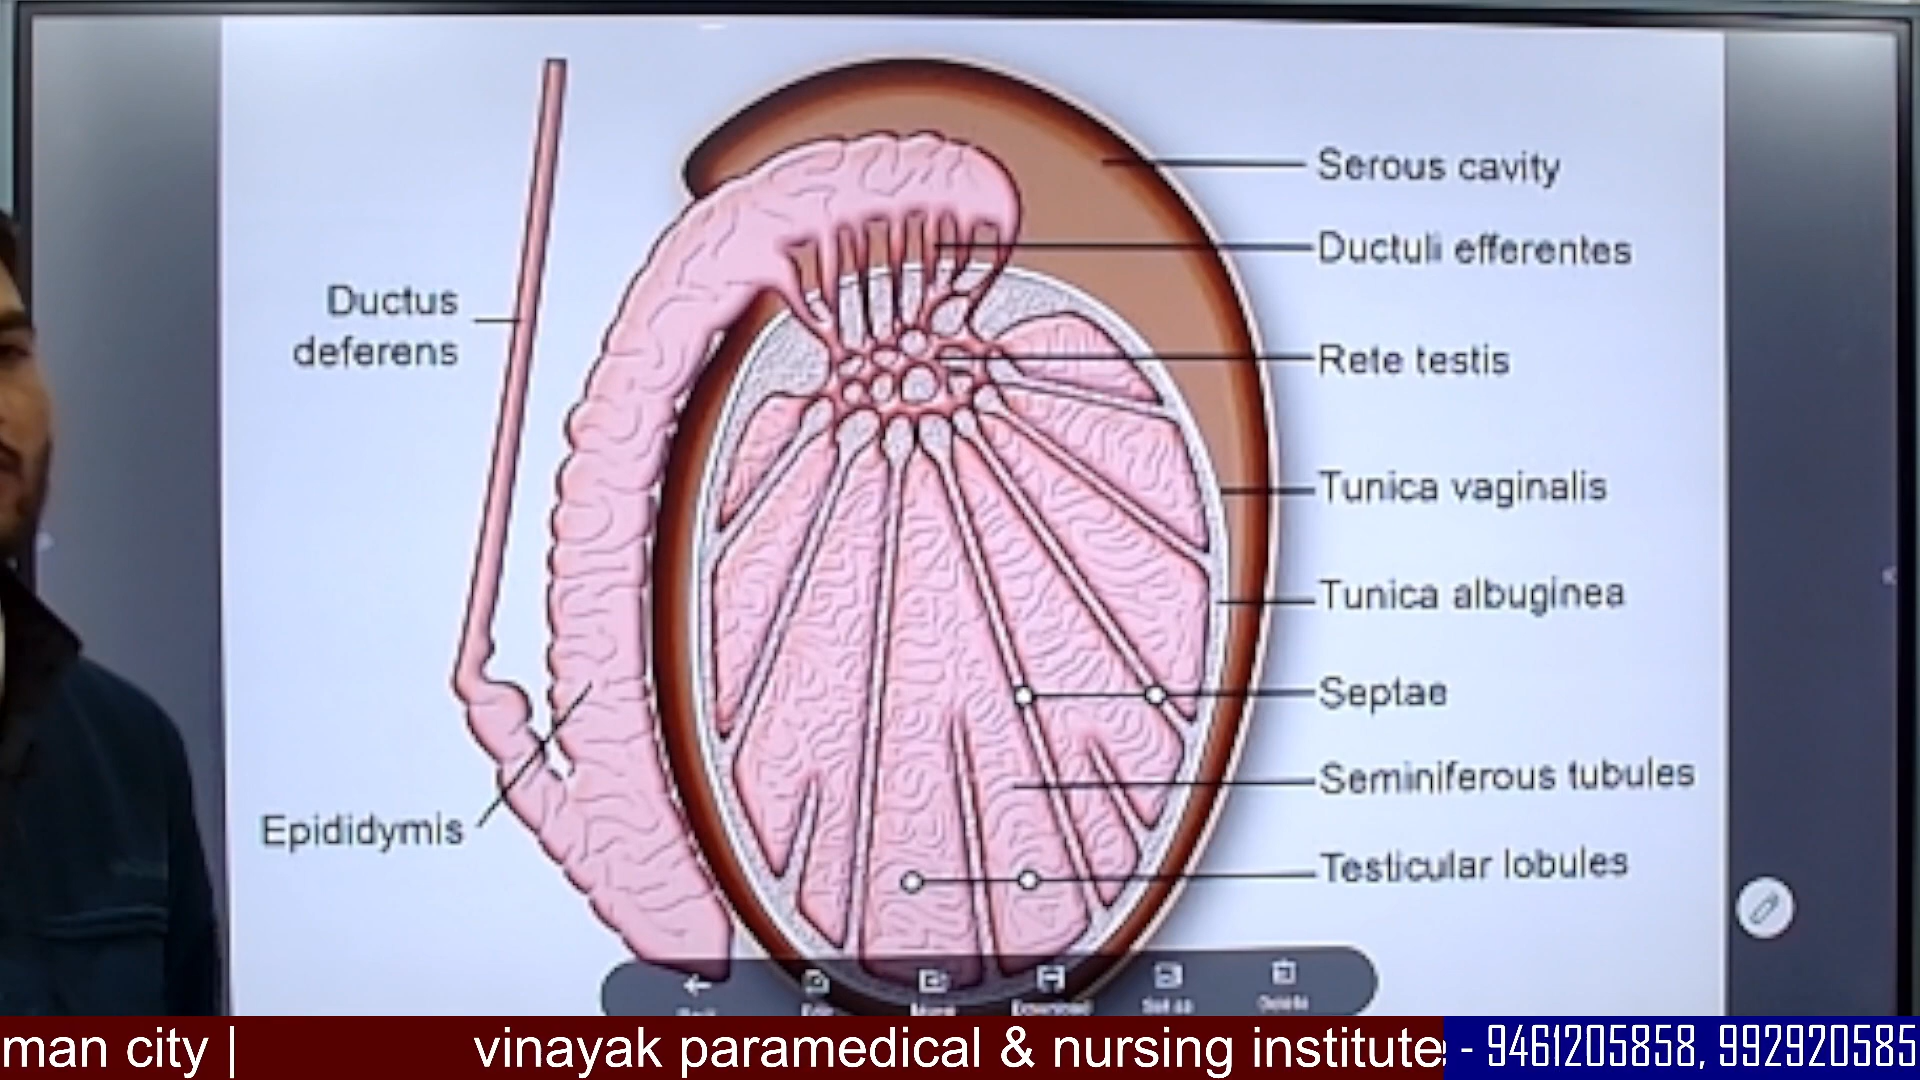 Serous cavity
Ductuli efferentes
Ductus
deferens
Rete testis
Tunica vaginalis
Tunica albuginea
Septae
Seminiferous tubules
Epididymis
Testicular lobules
man city | vinayak paramedical & nursing institute - 9461205858, 992920585